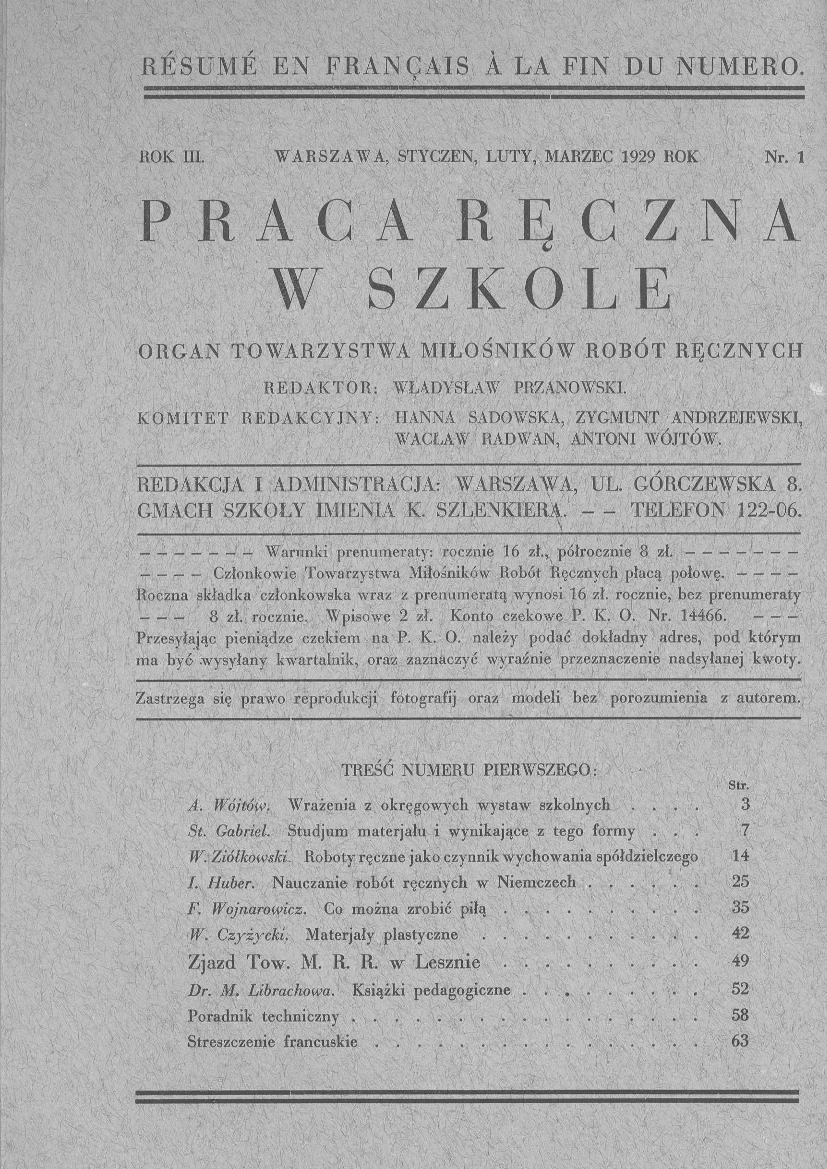 RÉSUMÉ EN FRANÇAIS À LA FIN DU NUMERO.
ROK III. WARSZAWA, STYCZEN, LUTY, MARZEC 1929 ROK Nr. 1
PRACA RĘCZNA
W SZKOLE
ORGAN TOWARZYSTWA MIŁOŚNIKÓW ROBÓT RĘCZNYCH
REDAKTOR: WŁADYSŁAW PRZANOWSKI.
KOMITET REDAKCYJNY: HANNA SADOWSKA, ZYGMUNT ANDRZEJEWSKI,
WACŁAW RADWAN, ANTONI WÓJTÓW.
REDAKCJA I ADMINISTRACJA: WARSZAWA, UL. GÓRCZEWSKA 8.
GMACH SZKOŁY IMIENIA K. SZLENKIERA. – – TELEFON 122-06.
– – – – – – – Warunki prenumeraty: rocznie 16 zł., półrocznie 8 zł. – – – – – – –
– – – – Członkowie Towarzystwa Miłośników Robót Ręcznych płacą połowę. – – – –
Roczna składka członkowska wraz z prenumeratą wynosi 16 zł. rocznie, bez prenumeraty
– – – 8 zł. rocznie. Wpisowe 2 zł. Konto czekowe P. K. O. Nr. 14466. – – –
Przesyłając pieniądze czekiem na P. K. O. należy podać dokładny adres, pod którym
ma być wysyłany kwartalnik, oraz zaznaczyć wyraźnie przeznaczenie nadsyłanej kwoty.
Zastrzega się prawo reprodukcji fotografij oraz modeli bez porozumienia z autorem.
TREŚĆ NUMERU PIERWSZEGO:
Str.
A. Wójtów. Wrażenia z okręgowych wystaw szkolnych . . . . 3
St. Gabriel. Studjum materjału i wynikające z tego formy . . . 7
W. Ziółkowski. Roboty ręczne jako czynnik wychowania spółdzielczego 14
I. Huber. Nauczanie robót ręcznych w Niemczech . . . . . . 25
F. Wojnarowicz. Co można zrobić piłą . . . . . . . . . . 35
W. Czyżycki. Materjały plastyczne . . . . . . . . . . 42
Zjazd Tow. M. R. R. w Lesznie . . . . . . . . . . 49
Dr. M. Librachowa. Książki pedagogiczne . . . . . . . . . 52
Poradnik techniczny . . . . . . . . . . . . . . . . . 58
Streszczenie francuskie . . . . . . . . . . . . . . . . 63